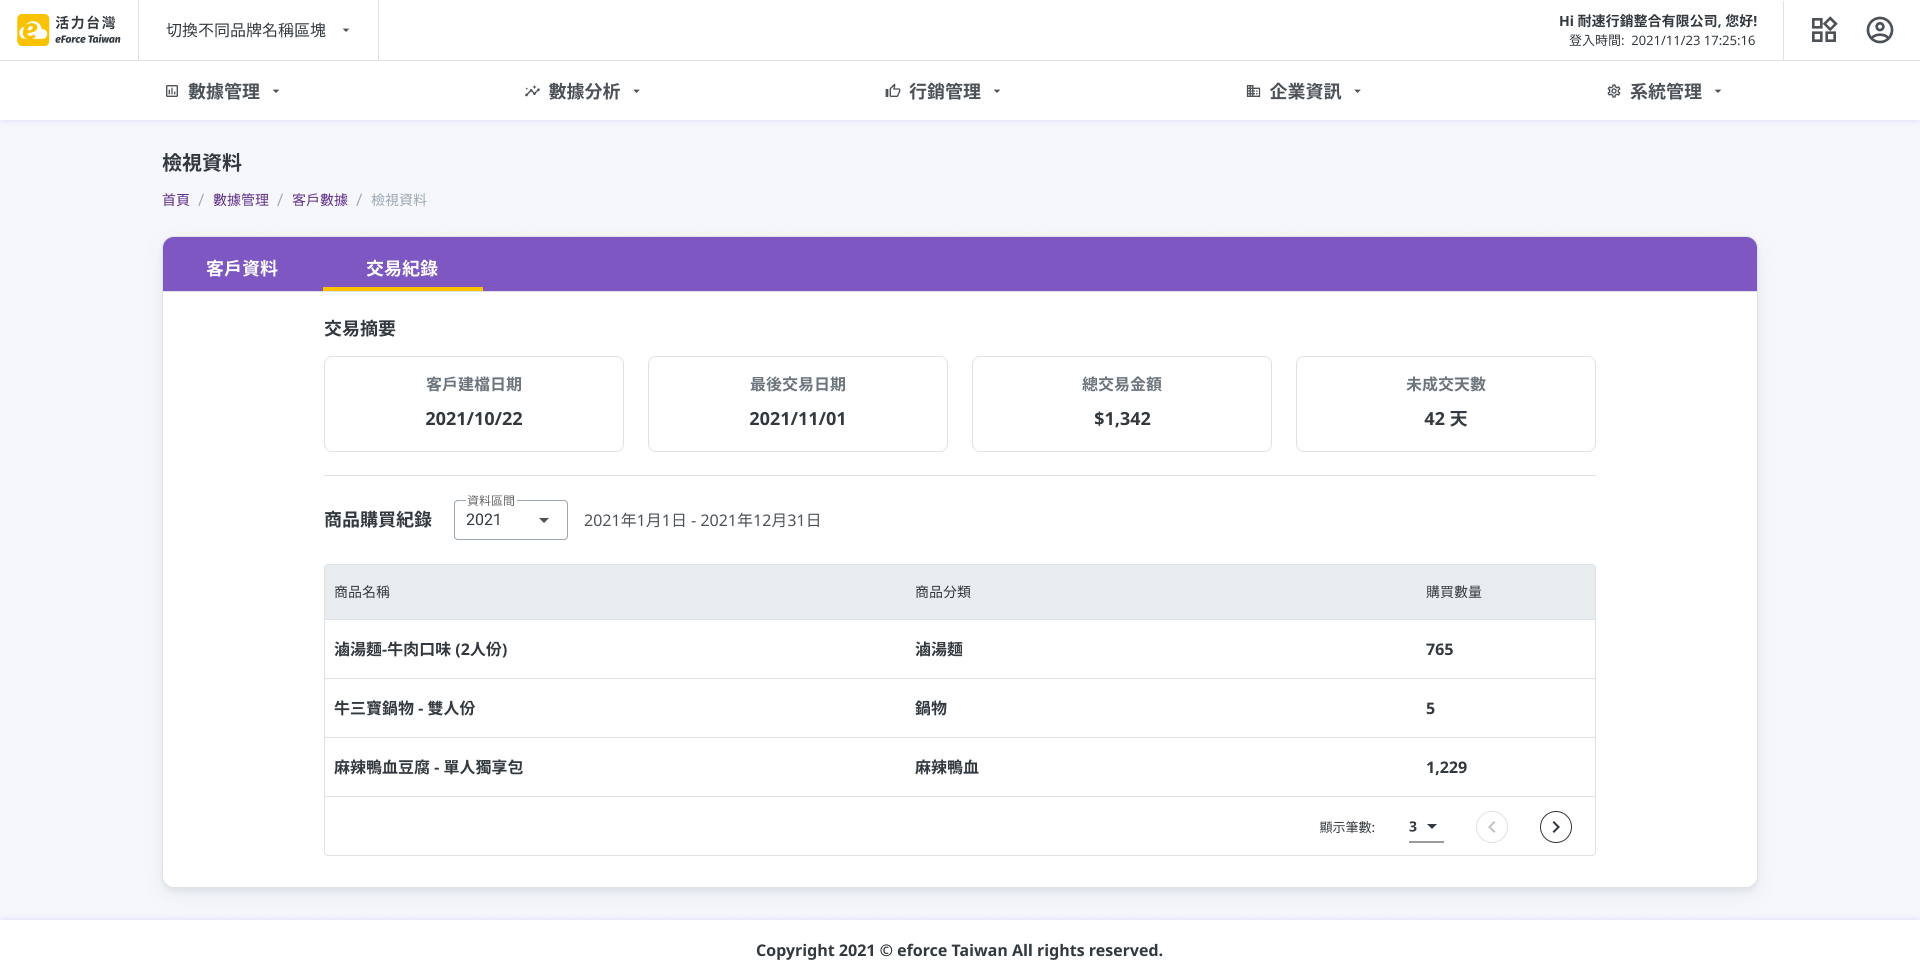 活力台灣
eForce Taiwan
切換不同品牌名稱區塊
Hi 耐速行銷整合有限公司, 您好!
登入時間: 2021/11/23 17:25:16
數據管理
數據分析
行銷管理
企業資訊
系統管理
檢視資料
首頁 / 數據管理 / 客戶數據 / 檢視資料
客戶資料
交易紀錄
交易摘要
客戶建檔日期
2021/10/22
最後交易日期
2021/11/01
總交易金額
$1,342
未成交天數
42 天
商品購買紀錄
資料區間
2021
2021年1月1日 - 2021年12月31日
商品名稱 商品分類 購買數量
滷湯麵-牛肉口味 (2人份) 滷湯麵 765
牛三寶鍋物 - 雙人份 鍋物 5
麻辣鴨血豆腐 - 單人獨享包 麻辣鴨血 1,229
顯示筆數: 3
Copyright 2021 © eforce Taiwan All rights reserved.